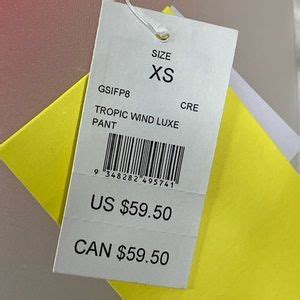 SIZE
XS
GSIFP8 CRE
TROPIC WIND LUXE
PANT
9 348282 495741
US $59.50
CAN $59.50